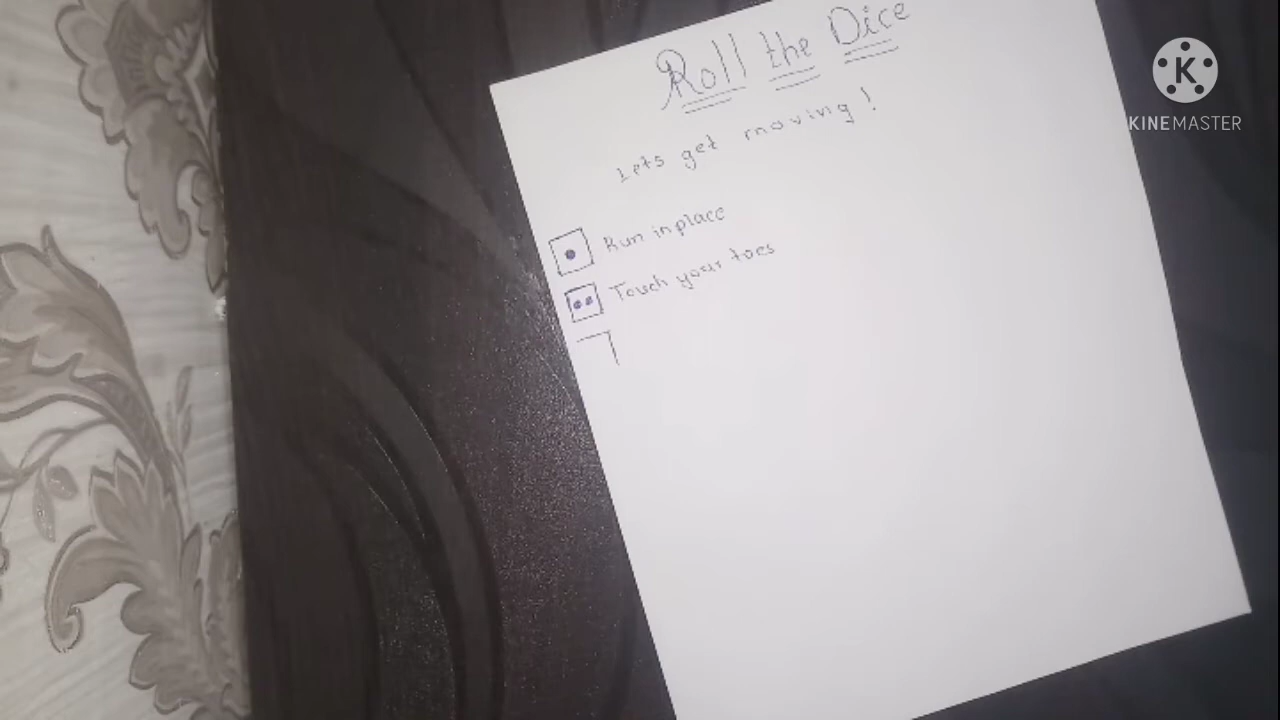 Roll the Dice
Lets get moving!
Run in place
Touch your toes
K
KINEMASTER